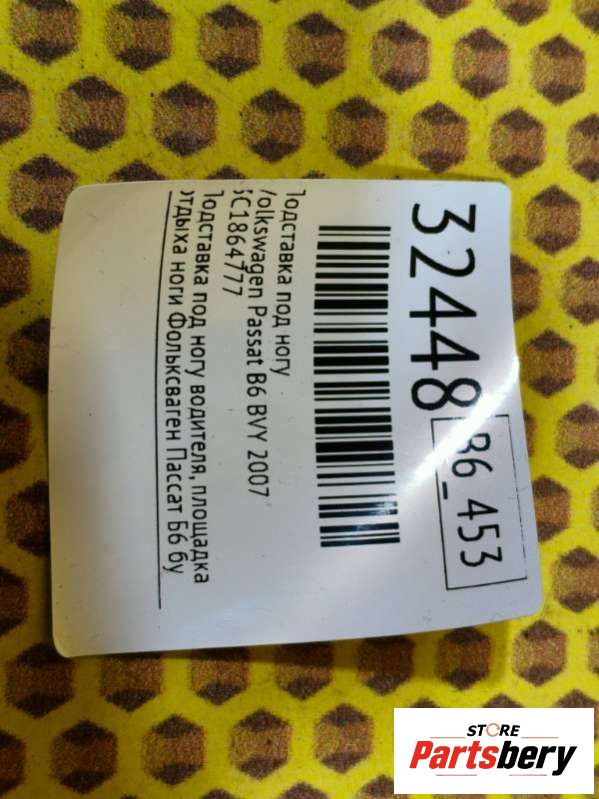 32448
B6_453
Подставка под ногу
Volkswagen Passat B6 BVY 2007
3C1864777
Подставка под ногу водителя, площадка
отдыха ноги Фольксваген Пассат Б6 бу
STORE
Partsbery